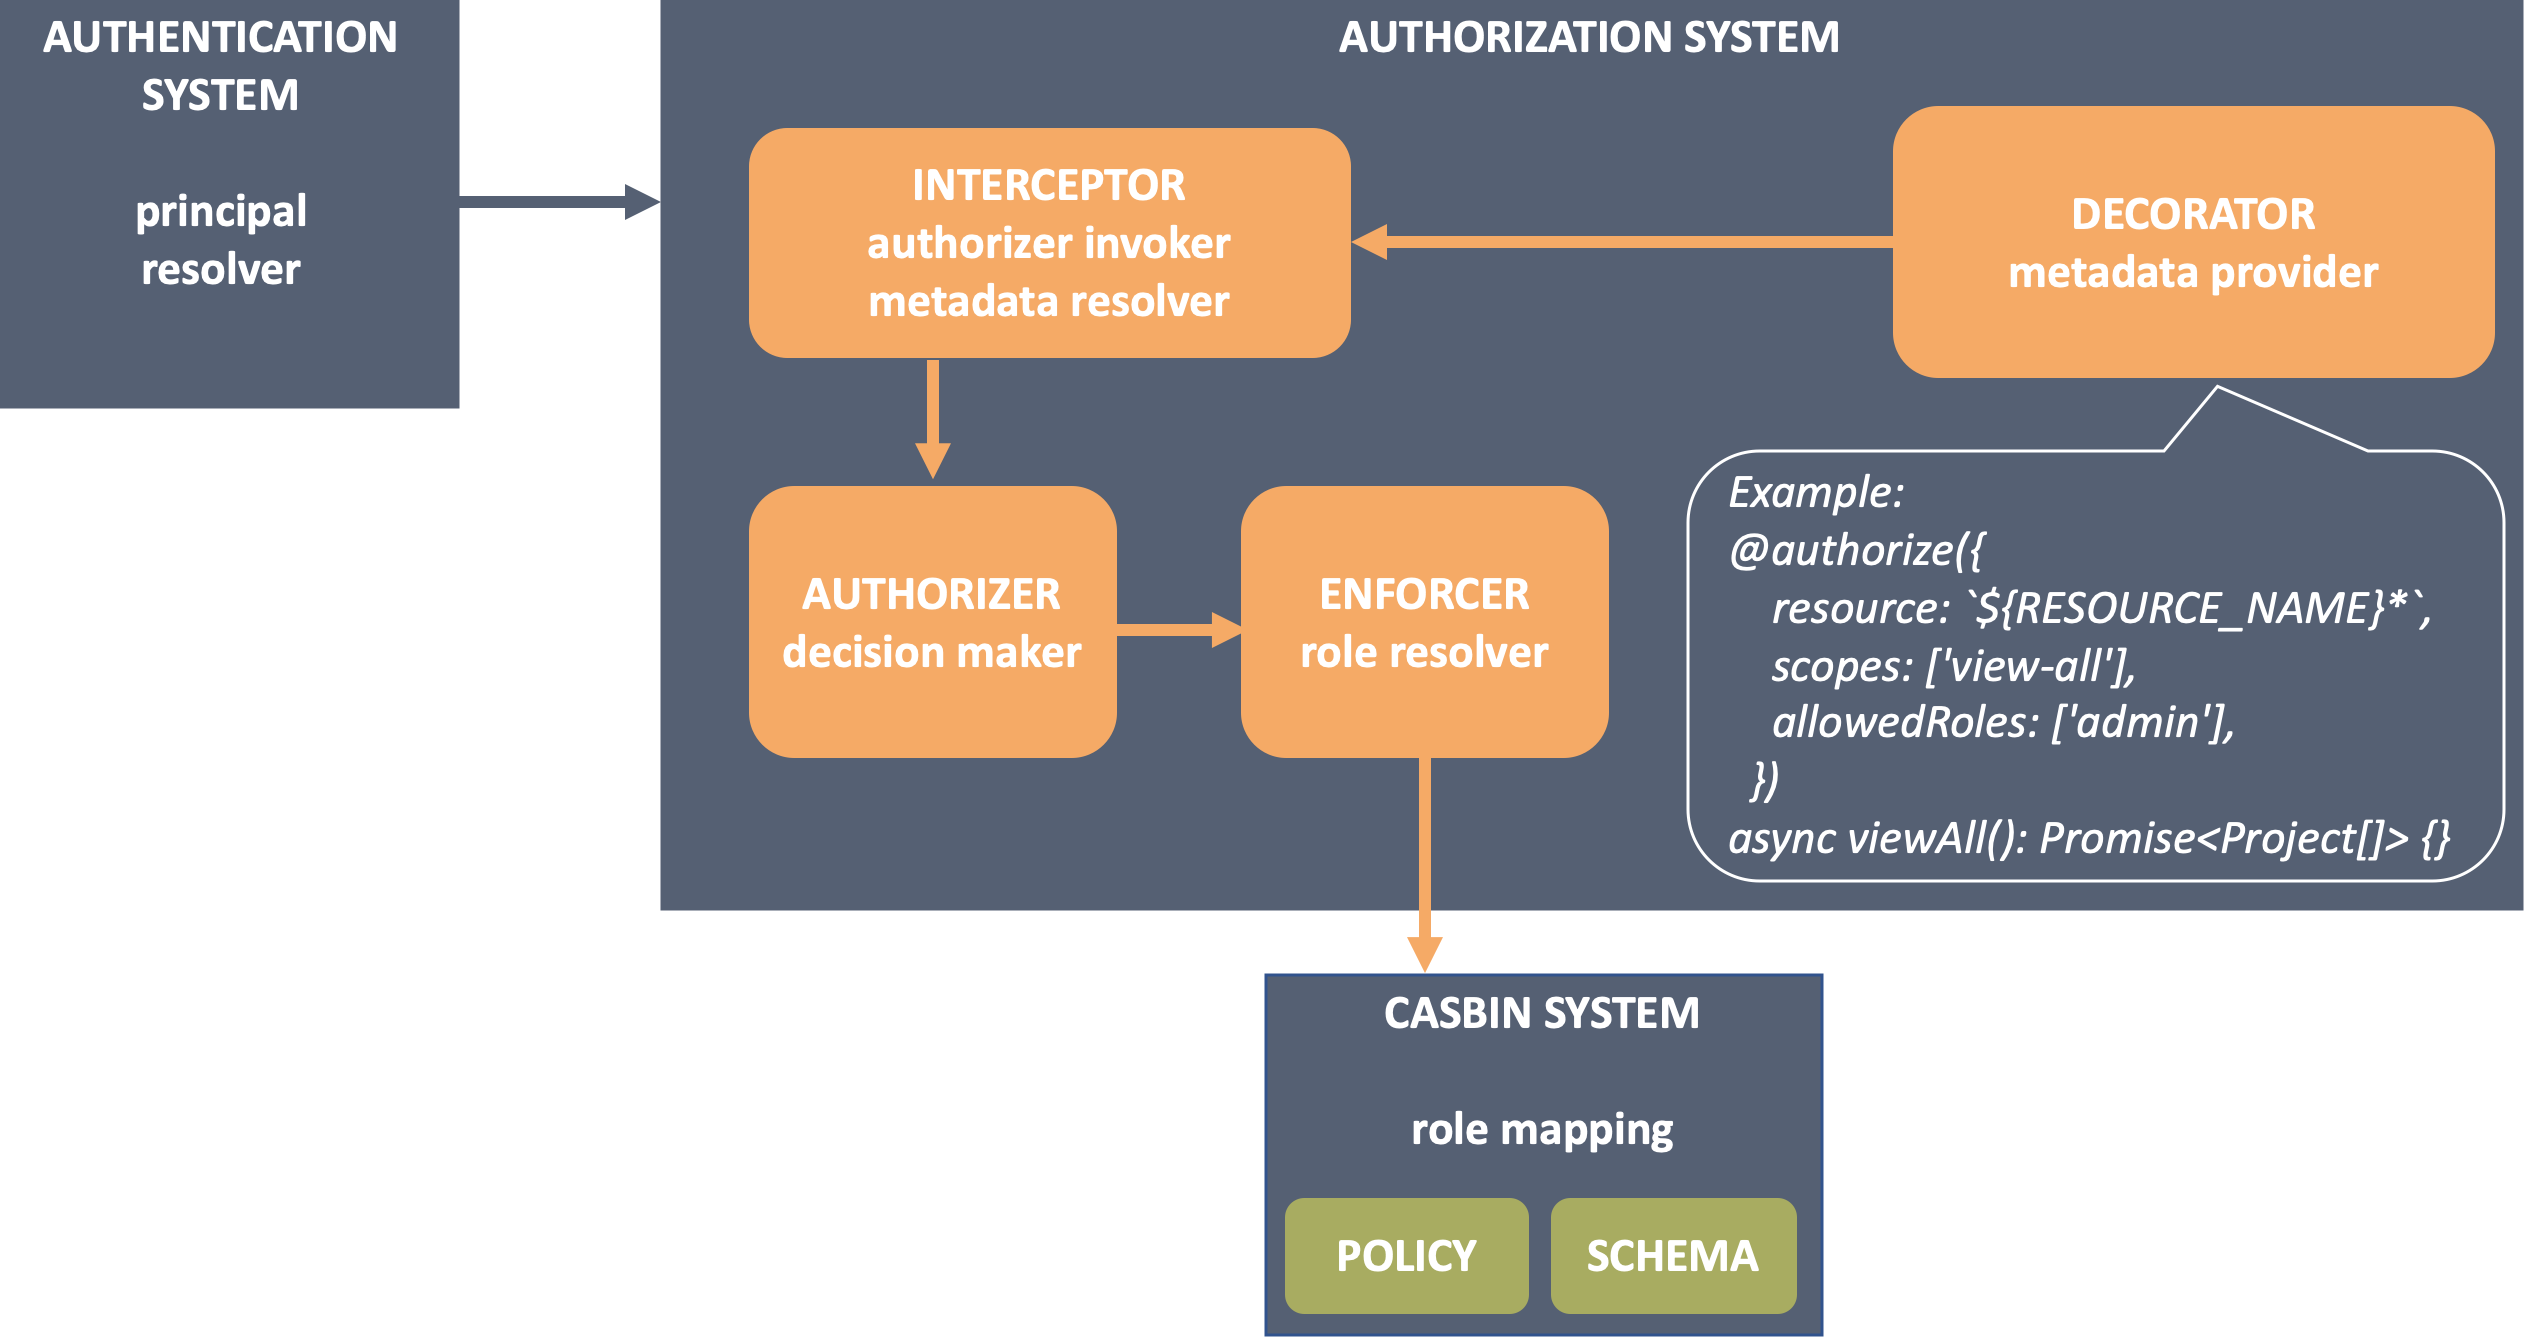 AUTHENTICATION
SYSTEM
principal
resolver
AUTHORIZATION SYSTEM
INTERCEPTOR
authorizer invoker
metadata resolver
DECORATOR
metadata provider
AUTHORIZER
decision maker
ENFORCER
role resolver
Example:
@authorize({
resource: `${RESOURCE_NAME}*`,
scopes: ['view-all'],
allowedRoles: ['admin'],
})
async viewAll(): Promise<Project[]> {}
CASBIN SYSTEM
role mapping
POLICY
SCHEMA